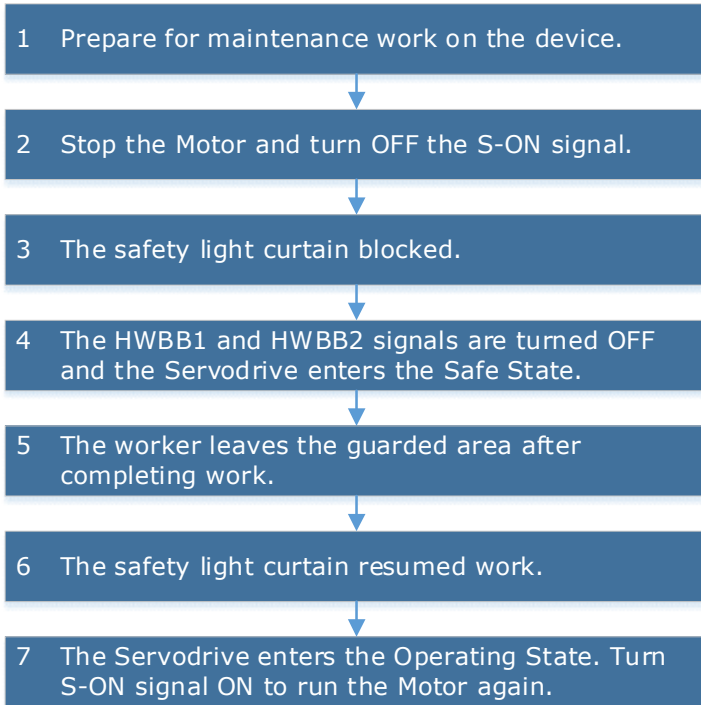 1 Prepare for maintenance work on the device.
2 Stop the Motor and turn OFF the S-ON signal.
3 The safety light curtain blocked.
4 The HWBB1 and HWBB2 signals are turned OFF
and the Servodrive enters the Safe State.
5 The worker leaves the guarded area after
completing work.
6 The safety light curtain resumed work.
7 The Servodrive enters the Operating State. Turn
S-ON signal ON to run the Motor again.